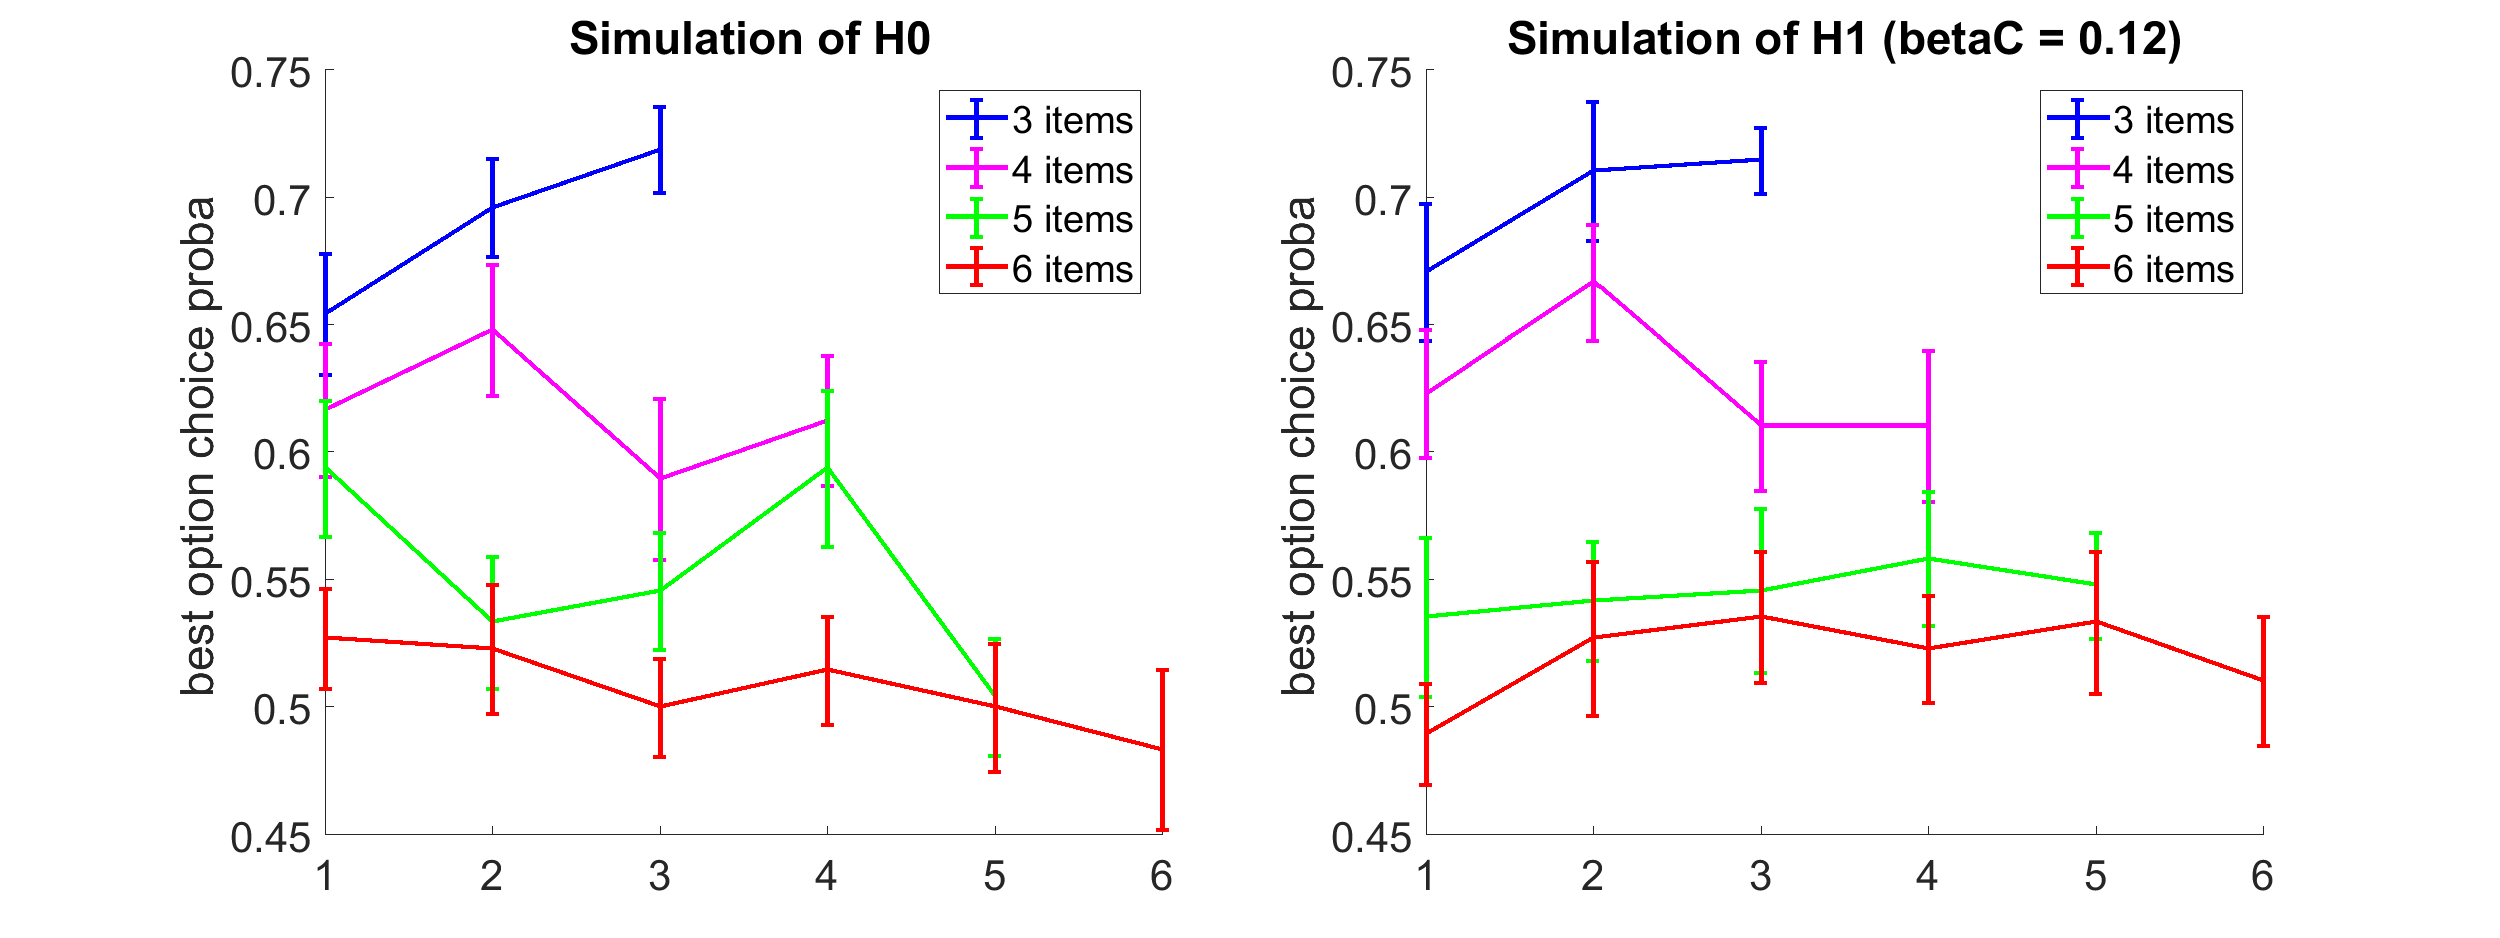 Simulation of H0
best option choice proba
0.75
0.7
0.65
0.6
0.55
0.5
0.45
1 2 3 4 5 6
3 items
4 items
5 items
6 items
Simulation of H1 (betaC = 0.12)
best option choice proba
0.75
0.7
0.65
0.6
0.55
0.5
0.45
1 2 3 4 5 6
3 items
4 items
5 items
6 items